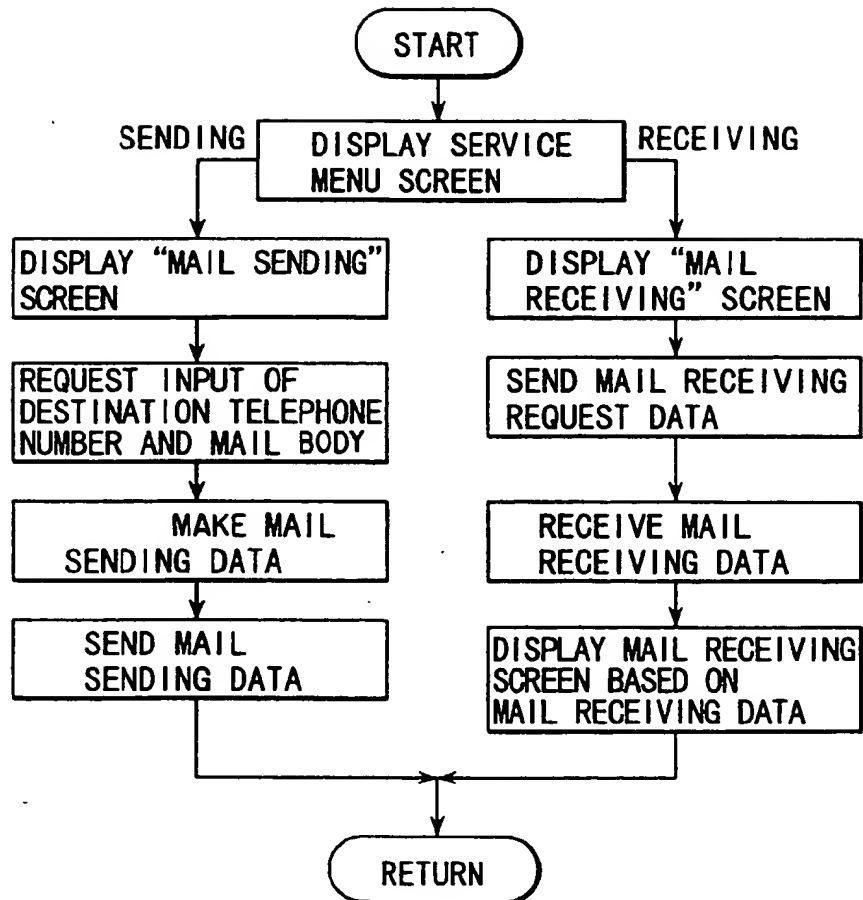 START
SENDING
DISPLAY SERVICE
MENU SCREEN
RECEIVING
DISPLAY “MAIL SENDING”
SCREEN
REQUEST INPUT OF
DESTINATION TELEPHONE
NUMBER AND MAIL BODY
MAKE MAIL
SENDING DATA
SEND MAIL
SENDING DATA
DISPLAY “MAIL
RECEIVING” SCREEN
SEND MAIL RECEIVING
REQUEST DATA
RECEIVE MAIL
RECEIVING DATA
DISPLAY MAIL RECEIVING
SCREEN BASED ON
MAIL RECEIVING DATA
RETURN